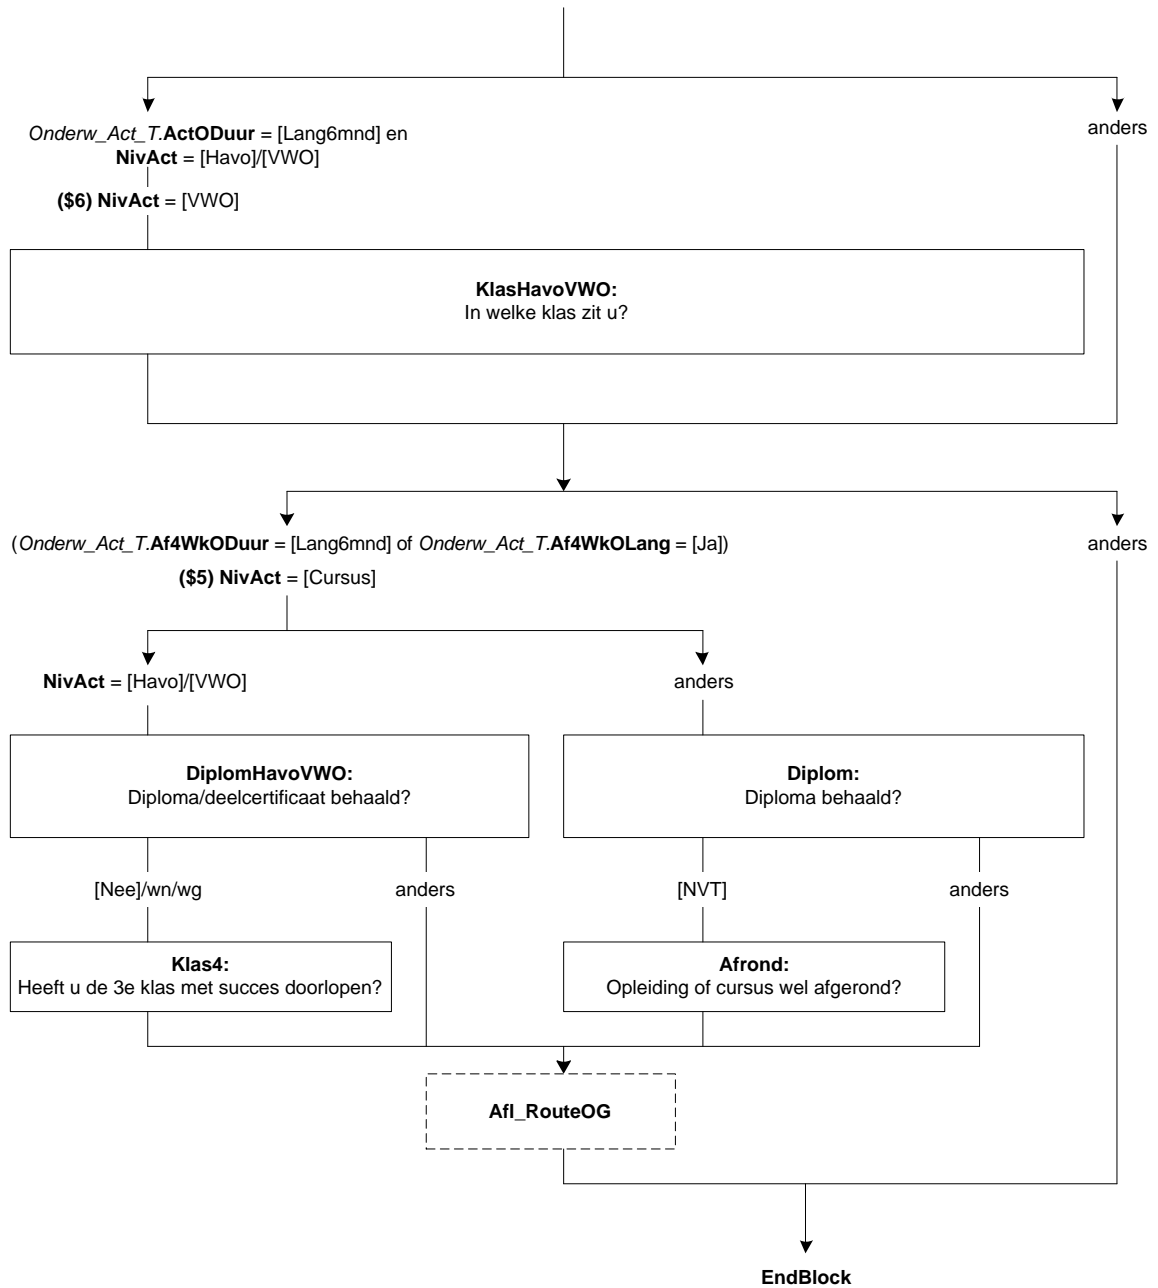 Onderw_Act_T.ActODuur = [Lang6mnd] en
NivAct = [Havo]/[VWO]
anders
($6) NivAct = [VWO]
KlasHavoVWO:
In welke klas zit u?
(Onderw_Act_T.Af4WkODuur = [Lang6mnd] of Onderw_Act_T.Af4WkOLang = [Ja])
anders
($5) NivAct = [Cursus]
NivAct = [Havo]/[VWO]
anders
DiplomHavoVWO:
Diploma/deelcertificaat behaald?
Diplom:
Diploma behaald?
[Nee]/wn/wg
anders
[NVT]
anders
Klas4:
Heeft u de 3e klas met succes doorlopen?
Afrond:
Opleiding of cursus wel afgerond?
Afl_RouteOG
EndBlock